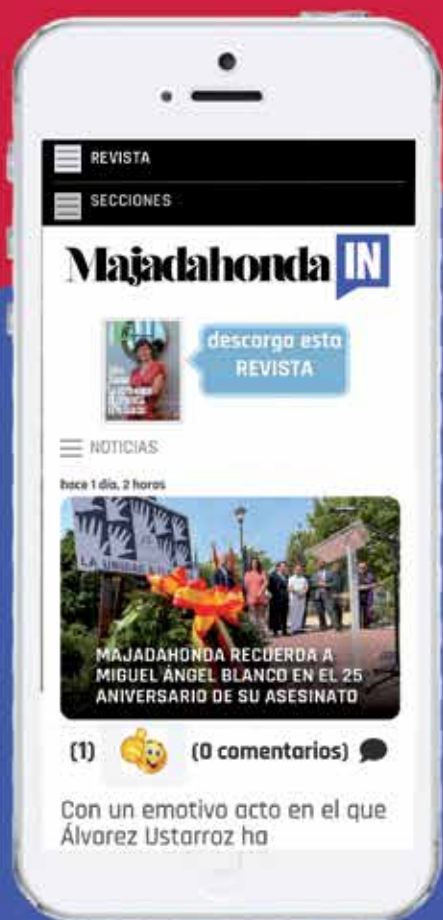 REVISTA
SECCIONES
Majadahonda IN
descarga esta
REVISTA
NOTICIAS
hace 1 día, 2 horas
LA UNIDAD
MAJADAHONDA RECUERDA A
MIGUEL ÁNGEL BLANCO EN EL 25
ANIVERSARIO DE SU ASESINATO
(1) (0 comentarios)
Con un emotivo acto en el que
Álvarez Ustarroz ha